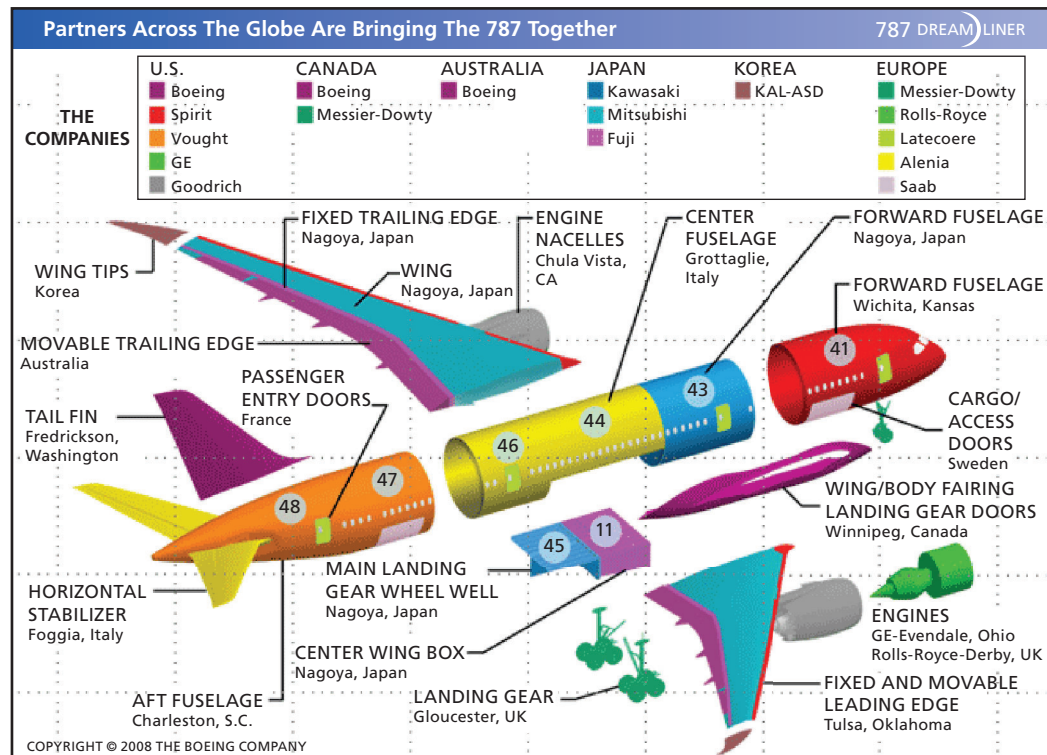 Partners Across The Globe Are Bringing The 787 Together
787 DREAMLINER
THE
COMPANIES
U.S.
Boeing
Spirit
Vought
GE
Goodrich
CANADA
Boeing
Messier-Dowty
AUSTRALIA
Boeing
JAPAN
Kawasaki
Mitsubishi
Fuji
KOREA
KAL-ASD
EUROPE
Messier-Dowty
Rolls-Royce
Latecoere
Alenia
Saab
WING TIPS
Korea
FIXED TRAILING EDGE
Nagoya, Japan
WING
Nagoya, Japan
ENGINE
NACELLES
Chula Vista,
CA
CENTER
FUSELAGE
Grottaglie,
Italy
FORWARD FUSELAGE
Nagoya, Japan
FORWARD FUSELAGE
Wichita, Kansas
MOVABLE TRAILING EDGE
Australia
PASSENGER
ENTRY DOORS
France
TAIL FIN
Fredrickson,
Washington
41
43
44
46
47
48
CARGO/
ACCESS
DOORS
Sweden
WING/BODY FAIRING
LANDING GEAR DOORS
Winnipeg, Canada
11
45
MAIN LANDING
GEAR WHEEL WELL
Nagoya, Japan
HORIZONTAL
STABILIZER
Foggia, Italy
CENTER WING BOX
Nagoya, Japan
ENGINES
GE-Evendale, Ohio
Rolls-Royce-Derby, UK
AFT FUSELAGE
Charleston, S.C.
LANDING GEAR
Gloucester, UK
FIXED AND MOVABLE
LEADING EDGE
Tulsa, Oklahoma
COPYRIGHT © 2008 THE BOEING COMPANY